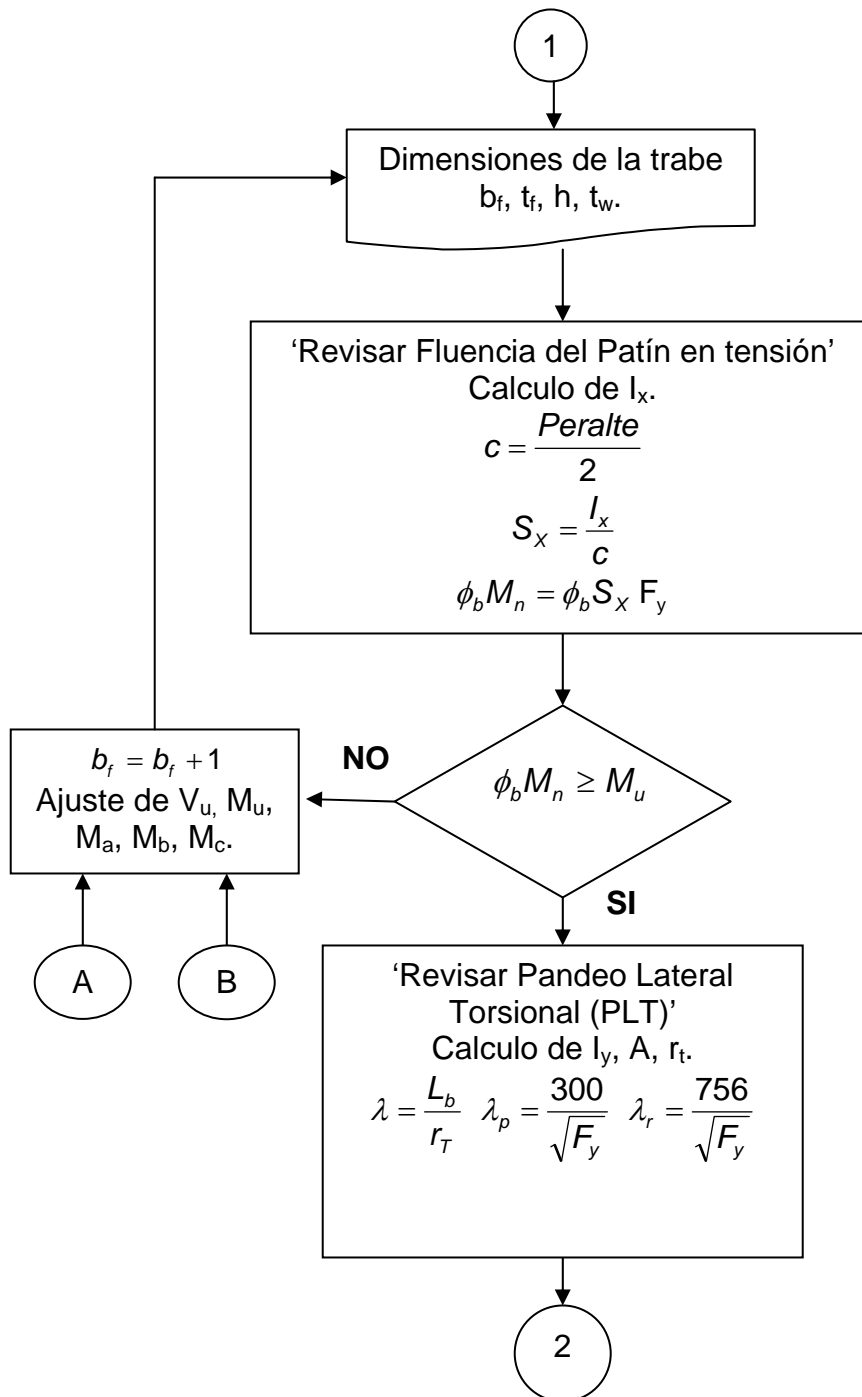 1
Dimensiones de la trabe
b_f, t_f, h, t_w.
‘Revisar Fluencia del Patín en tensión’
Calculo de I_x.
c = Peralte / 2
S_X = I_x / c
ϕ_b M_n = ϕ_b S_X F_y
ϕ_b M_n ≥ M_u
NO
b_f = b_f + 1
Ajuste de V_u, M_u,
M_a, M_b, M_c.
A
B
SI
‘Revisar Pandeo Lateral
Torsional (PLT)’
Calculo de I_y, A, r_t.
λ = L_b / r_T λ_p = 300 / √F_y λ_r = 756 / √F_y
2